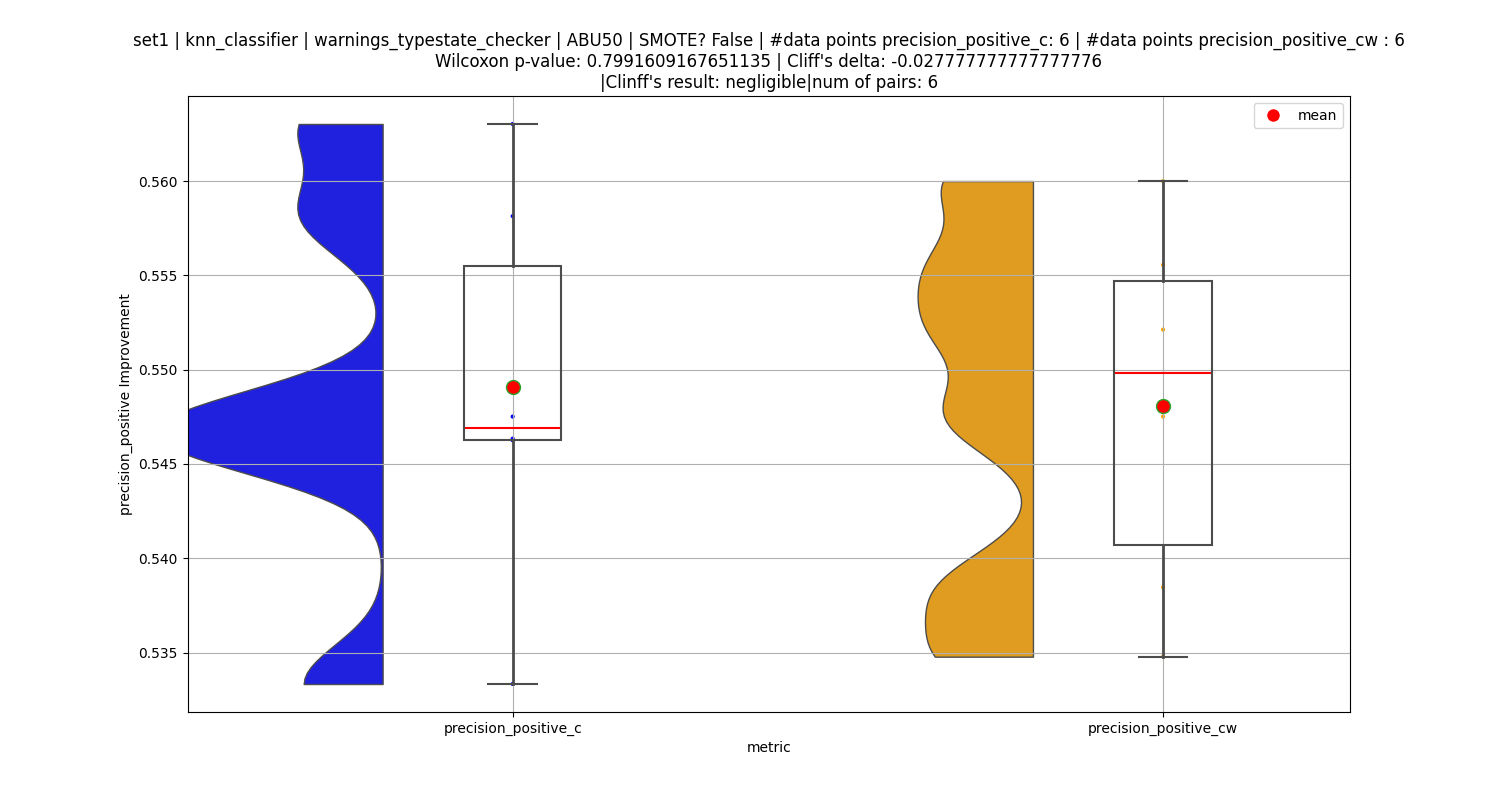 set1 | knn_classifier | warnings_typestate_checker | ABU50 | SMOTE? False | #data points precision_positive_c: 6 | #data points precision_positive_cw : 6
Wilcoxon p-value: 0.7991609167651135 | Cliff's delta: -0.027777777777777776
|Clinff's result: negligible|num of pairs: 6
mean
0.560
0.555
0.550
0.545
0.540
0.535
precision_positive Improvement
precision_positive_c
precision_positive_cw
metric